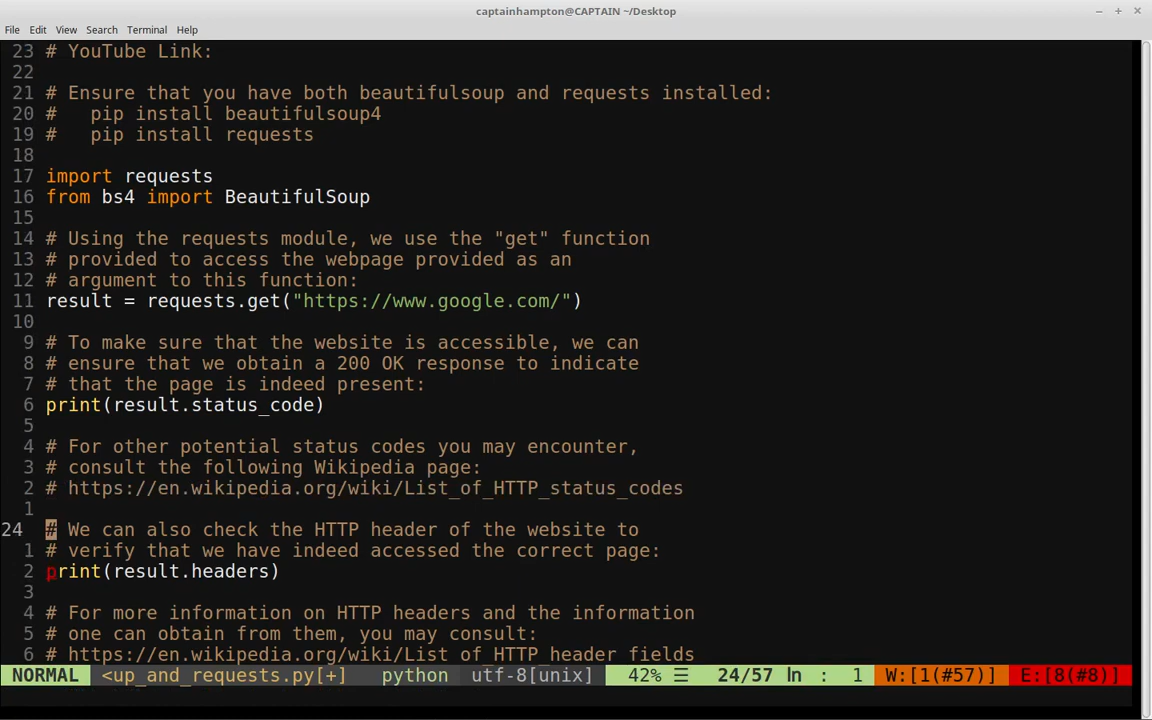 captainhampton@CAPTAIN ~/Desktop
File Edit View Search Terminal Help
23 # YouTube Link:
22
21 # Ensure that you have both beautifulsoup and requests installed:
20 #   pip install beautifulsoup4
19 #   pip install requests
18
17 import requests
16 from bs4 import BeautifulSoup
15
14 # Using the requests module, we use the "get" function
13 # provided to access the webpage provided as an
12 # argument to this function:
11 result = requests.get("https://www.google.com/")
10
9 # To make sure that the website is accessible, we can
8 # ensure that we obtain a 200 OK response to indicate
7 # that the page is indeed present:
6 print(result.status_code)
5
4 # For other potential status codes you may encounter,
3 # consult the following Wikipedia page:
2 # https://en.wikipedia.org/wiki/List_of_HTTP_status_codes
1
24 # We can also check the HTTP header of the website to
1 # verify that we have indeed accessed the correct page:
2 print(result.headers)
3
4 # For more information on HTTP headers and the information
5 # one can obtain from them, you may consult:
6 # https://en.wikipedia.org/wiki/List_of_HTTP_header_fields
NORMAL <up_and_requests.py[+] python utf-8[unix] 42% ☰ 24/57 ln : 1 W:[1(#57)] E:[8(#8)]